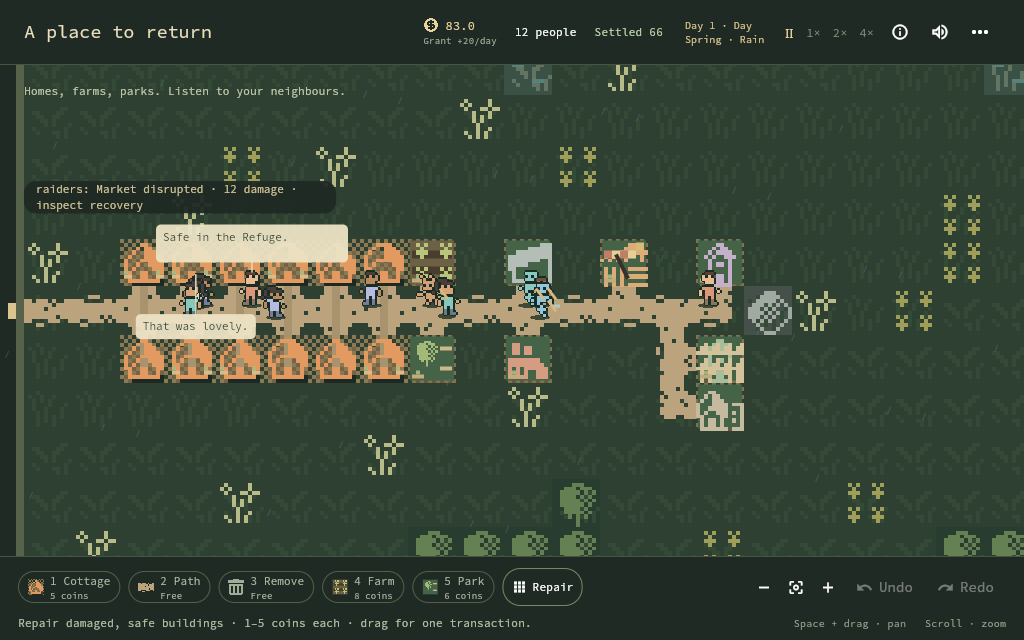 A place to return
83.0
Grant +20/day
12 people
Settled 66
Day 1 · Day
Spring · Rain
1×
2×
4×
Homes, farms, parks. Listen to your neighbours.
raiders: Market disrupted · 12 damage ·
inspect recovery
Safe in the Refuge.
That was lovely.
1 Cottage
5 coins
2 Path
Free
3 Remove
Free
4 Farm
8 coins
5 Park
6 coins
Repair
Undo
Redo
Repair damaged, safe buildings · 1–5 coins each · drag for one transaction.
Space + drag · pan
Scroll · zoom